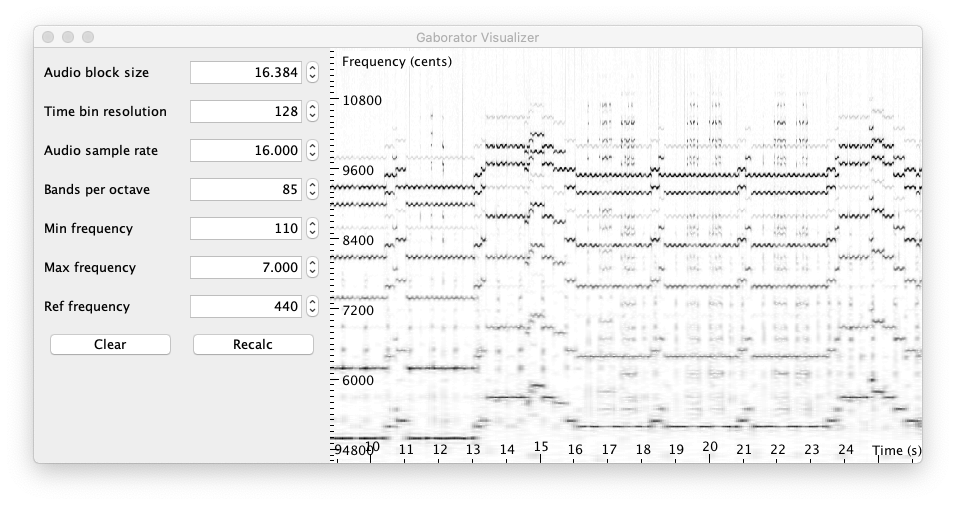 Gaborator Visualizer
Audio block size 16.384
Time bin resolution 128
Audio sample rate 16.000
Bands per octave 85
Min frequency 110
Max frequency 7.000
Ref frequency 440
Clear Recalc
Frequency (cents)
10800
9600
8400
7200
6000
4800
9 10 11 12 13 14 15 16 17 18 19 20 21 22 23 24 Time (s)